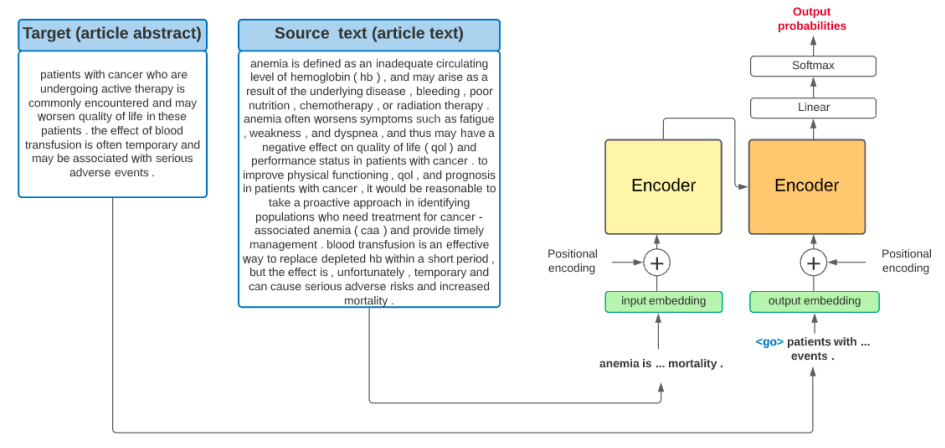 Target (article abstract)
patients with cancer who are
undergoing active therapy is
commonly encountered and may
worsen quality of life in these
patients . the effect of blood
transfusion is often temporary and
may be associated with serious
adverse events .
Source text (article text)
anemia is defined as an inadequate circulating
level of hemoglobin ( hb ) , and may arise as a
result of the underlying disease , bleeding , poor
nutrition , chemotherapy , or radiation therapy .
anemia often worsens symptoms such as fatigue
, weakness , and dyspnea , and thus may have a
negative effect on quality of life ( qol ) and
performance status in patients with cancer . to
improve physical functioning , qol , and prognosis
in patients with cancer , it would be reasonable to
take a proactive approach in identifying
populations who need treatment for cancer -
associated anemia ( caa ) and provide timely
management . blood transfusion is an effective
way to replace depleted hb within a short period ,
but the effect is , unfortunately , temporary and
can cause serious adverse risks and increased
mortality .
Output
probabilities
Softmax
Linear
Encoder
Encoder
Positional
encoding
Positional
encoding
+
+
input embedding
output embedding
anemia is ... mortality .
<go> patients with ...
events .